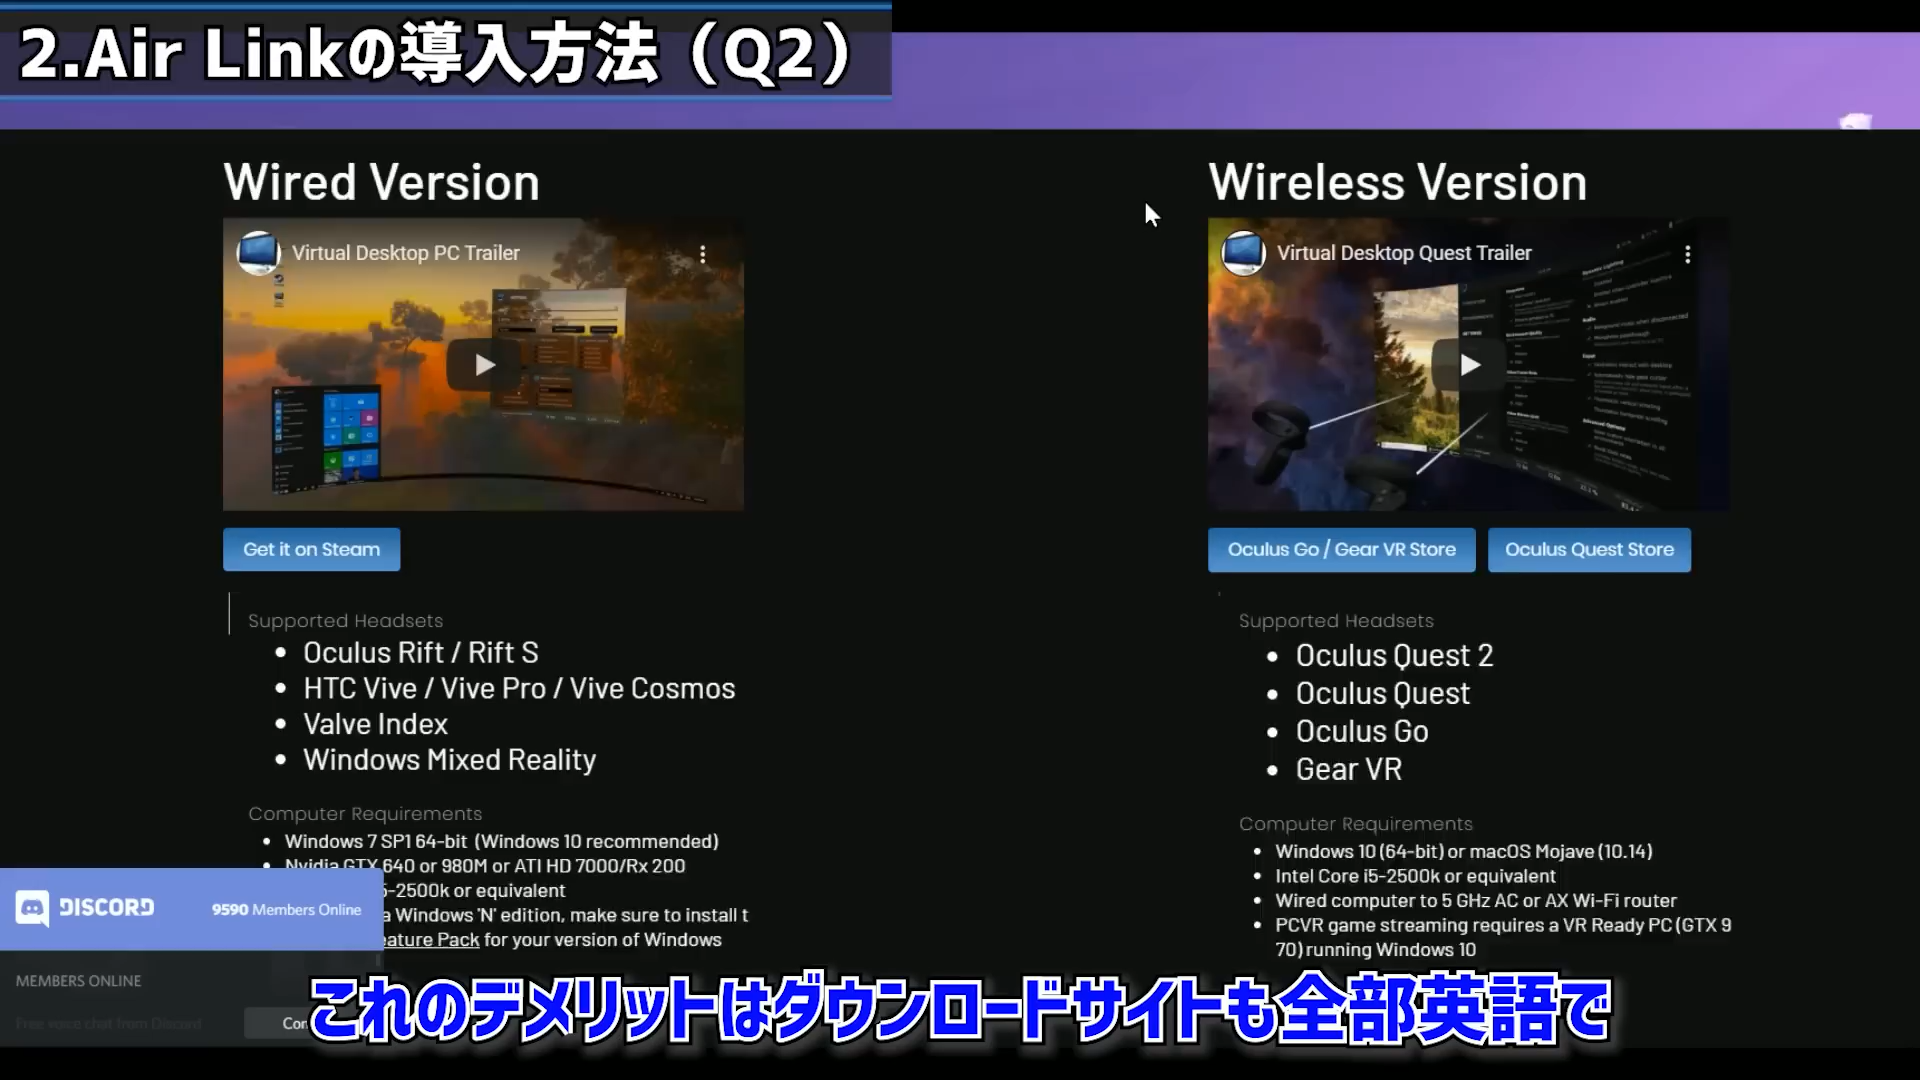 2.Air Linkの導入方法（Q2）
Wired Version
Virtual Desktop PC Trailer
Get it on Steam
Supported Headsets
Oculus Rift / Rift S
HTC Vive / Vive Pro / Vive Cosmos
Valve Index
Windows Mixed Reality
Computer Requirements
Windows 7 SP1 64-bit (Windows 10 recommended)
Nvidia GTX 640 or 980M or ATI HD 7000/Rx 200
5-2500k or equivalent
a Windows 'N' edition, make sure to install t
eature Pack for your version of Windows
Wireless Version
Virtual Desktop Quest Trailer
Oculus Go / Gear VR Store
Oculus Quest Store
Supported Headsets
Oculus Quest 2
Oculus Quest
Oculus Go
Gear VR
Computer Requirements
Windows 10 (64-bit) or macOS Mojave (10.14)
Intel Core i5-2500k or equivalent
Wired computer to 5 GHz AC or AX Wi-Fi router
PCVR game streaming requires a VR Ready PC (GTX 9
70) running Windows 10
DISCORD
9590 Members Online
MEMBERS ONLINE
Free voice chat from Discord
Con
これのデメリットはダウンロードサイトも全部英語で